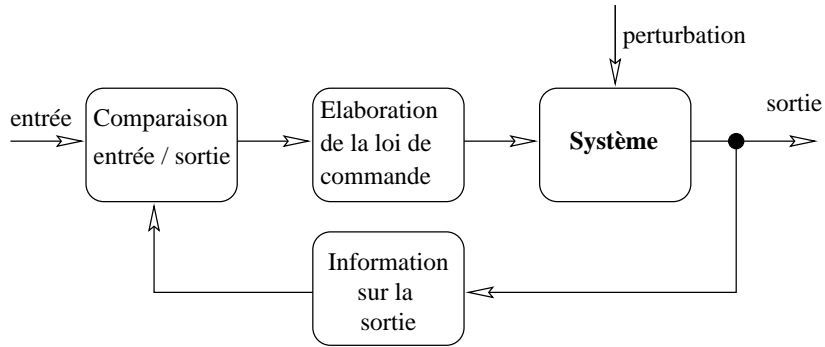 perturbation
entrée
Comparaison
entrée / sortie
Elaboration
de la loi de
commande
Système
sortie
Information
sur la
sortie